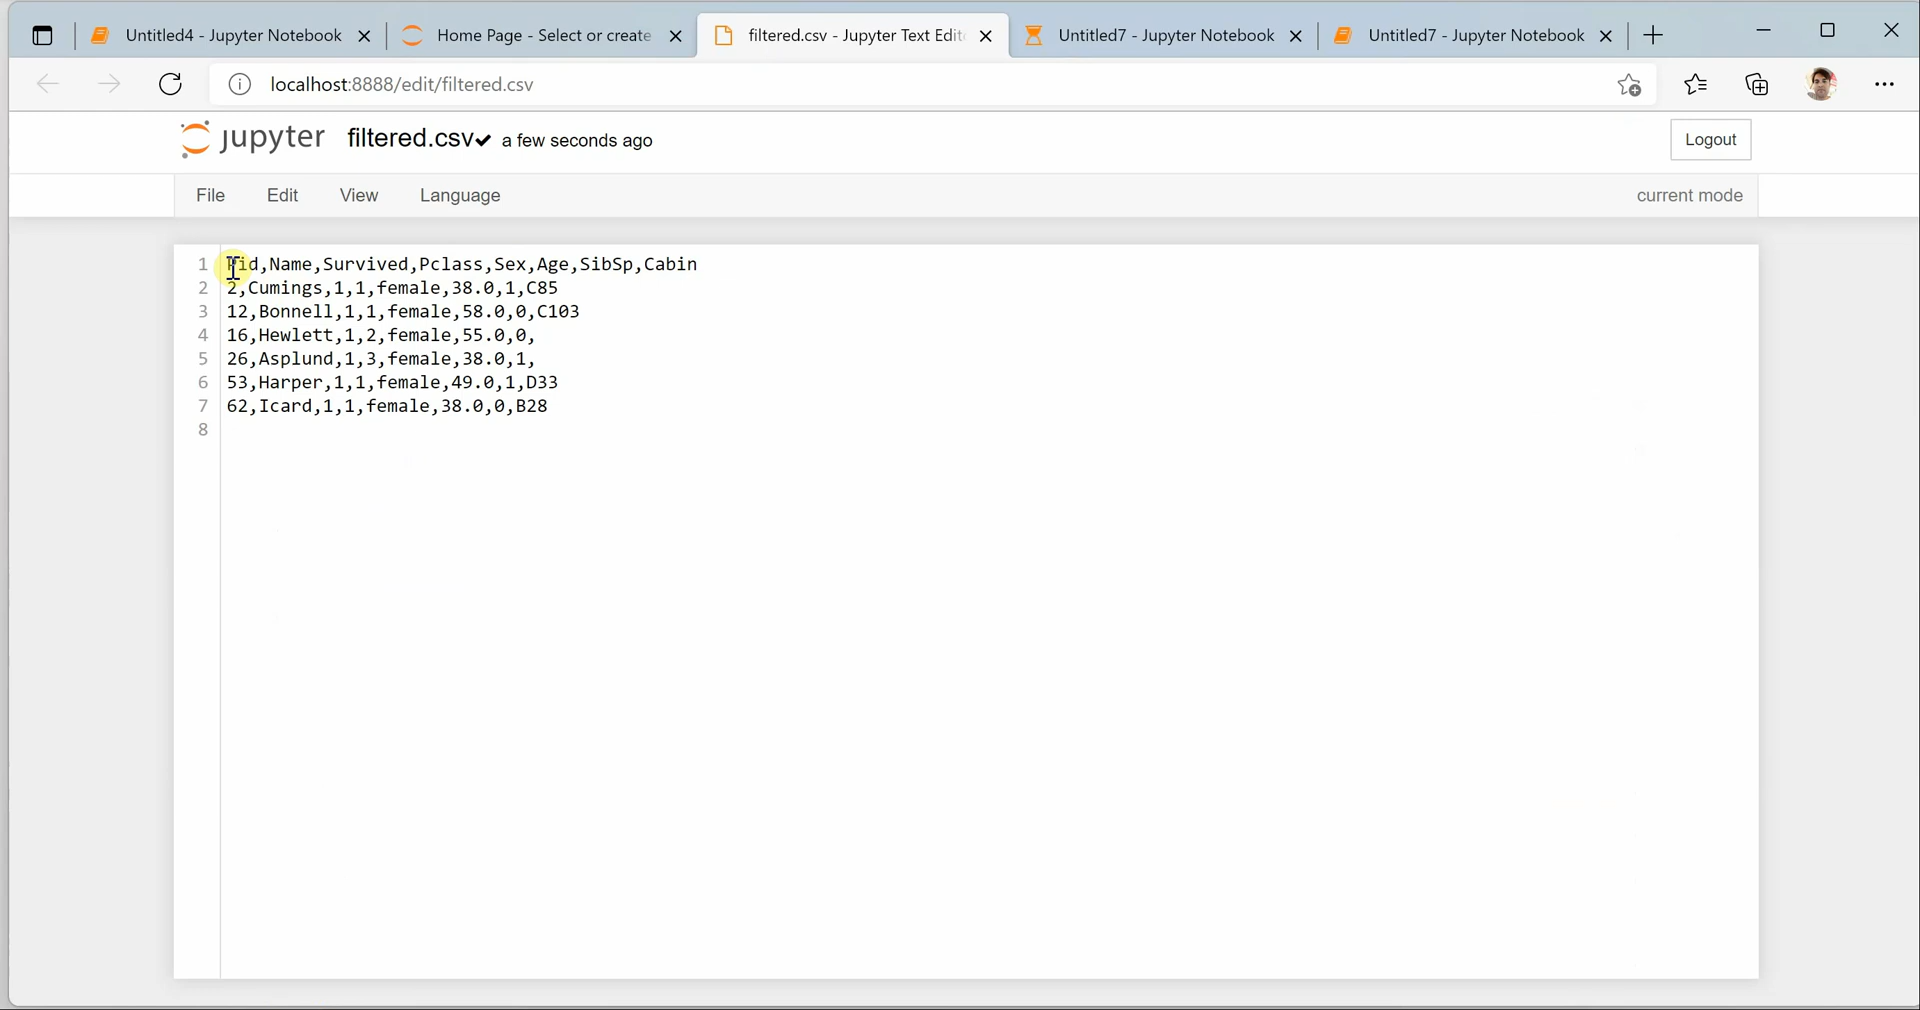 Untitled4 - Jupyter Notebook
Home Page - Select or create
filtered.csv - Jupyter Text Edit
Untitled7 - Jupyter Notebook
Untitled7 - Jupyter Notebook
localhost:8888/edit/filtered.csv
jupyter filtered.csv✔ a few seconds ago
Logout
File Edit View Language
current mode
1 Pid,Name,Survived,Pclass,Sex,Age,SibSp,Cabin
2 2,Cumings,1,1,female,38.0,1,C85
3 12,Bonnell,1,1,female,58.0,0,C103
4 16,Hewlett,1,2,female,55.0,0,
5 26,Asplund,1,3,female,38.0,1,
6 53,Harper,1,1,female,49.0,1,D33
7 62,Icard,1,1,female,38.0,0,B28
8